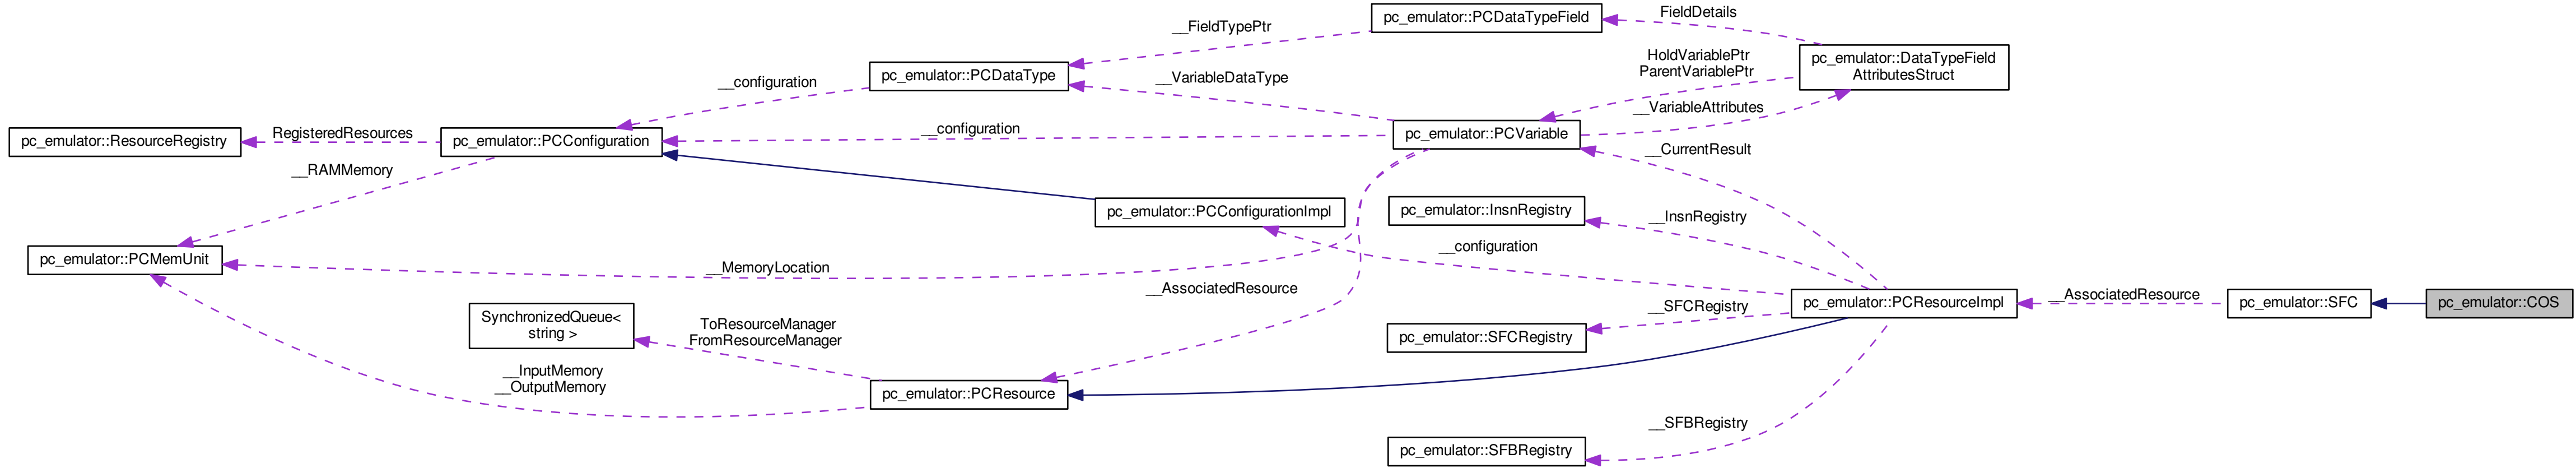 pc_emulator::PCDataTypeField
FieldDetails
__FieldTypePtr
pc_emulator::DataTypeField
AttributesStruct
HoldVariablePtr
ParentVariablePtr
pc_emulator::PCDataType
__configuration
__VariableDataType
__VariableAttributes
pc_emulator::ResourceRegistry
RegisteredResources
pc_emulator::PCConfiguration
__configuration
pc_emulator::PCVariable
__CurrentResult
__RAMMemory
pc_emulator::PCConfigurationImpl
pc_emulator::InsnRegistry
__InsnRegistry
__configuration
pc_emulator::PCMemUnit
__MemoryLocation
__AssociatedResource
pc_emulator::PCResourceImpl
__AssociatedResource
pc_emulator::SFC
pc_emulator::COS
SynchronizedQueue<
string >
ToResourceManager
FromResourceManager
pc_emulator::SFCRegistry
__SFCRegistry
__InputMemory
__OutputMemory
pc_emulator::PCResource
__SFBRegistry
pc_emulator::SFBRegistry